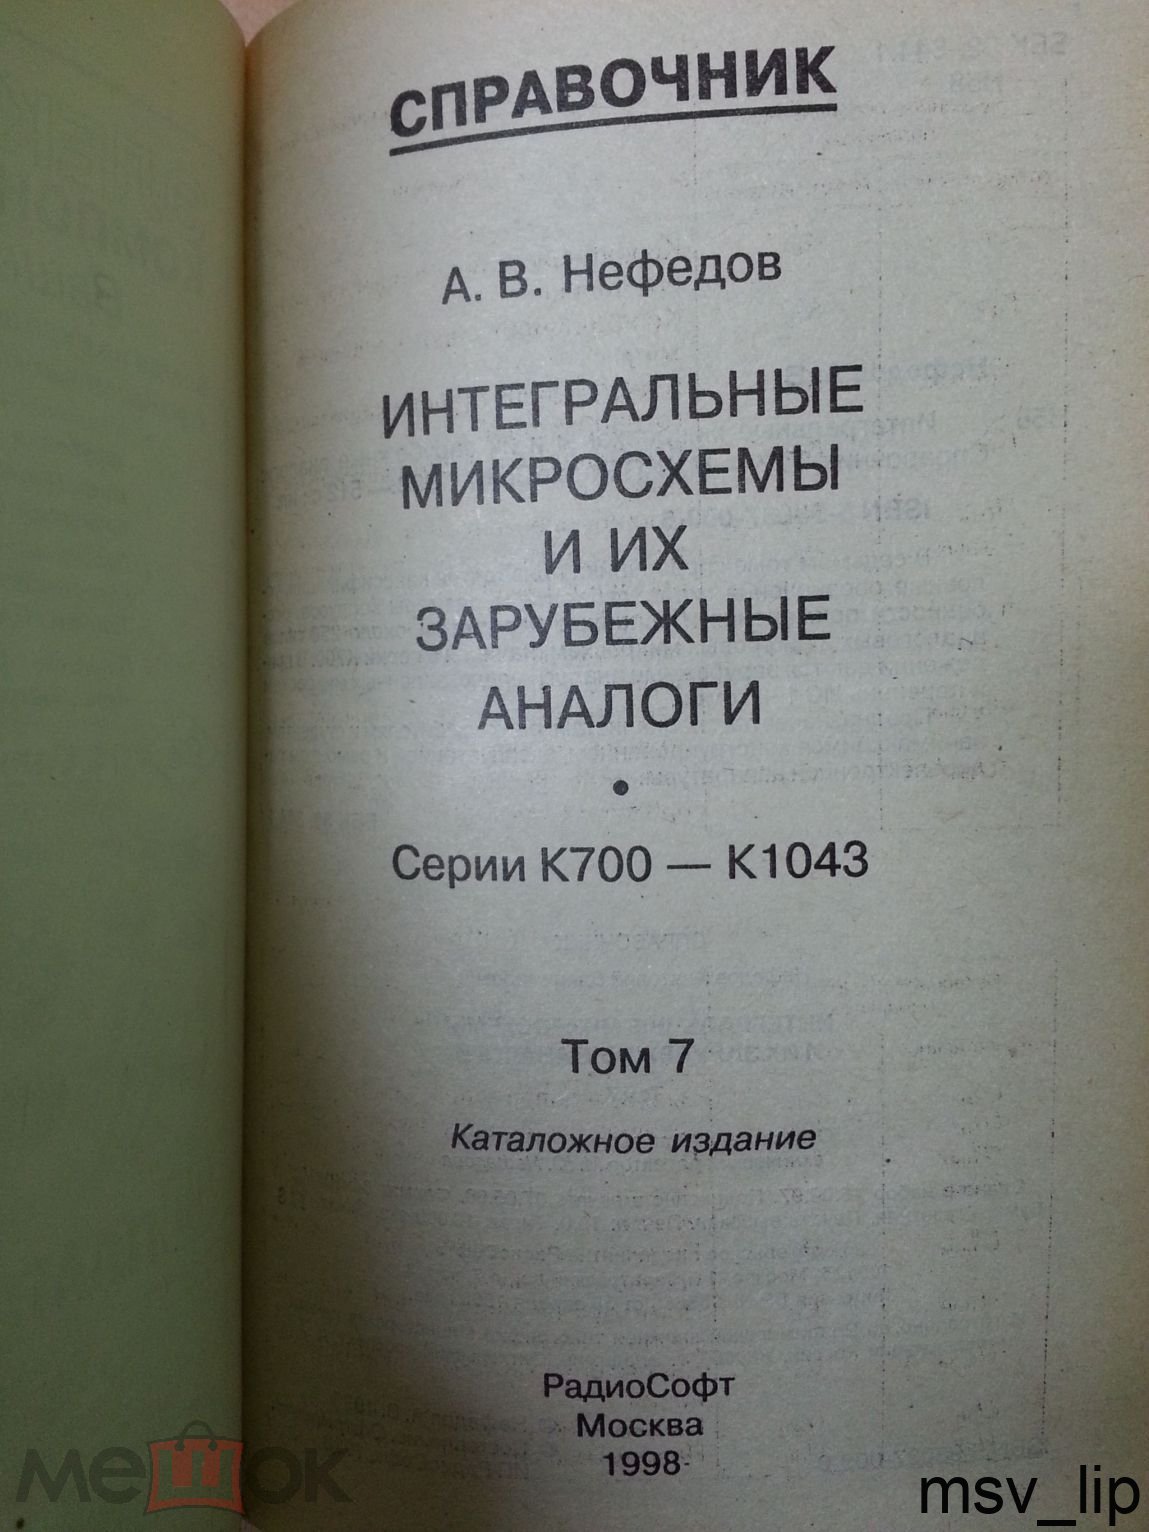 СПРАВОЧНИК
А. В. Нефедов
ИНТЕГРАЛЬНЫЕ
МИКРОСХЕМЫ
И ИХ
ЗАРУБЕЖНЫЕ
АНАЛОГИ
•
Серии К700 — К1043
Том 7
Каталожное издание
РадиоСофт
Москва
1998
мешок
msv_lip